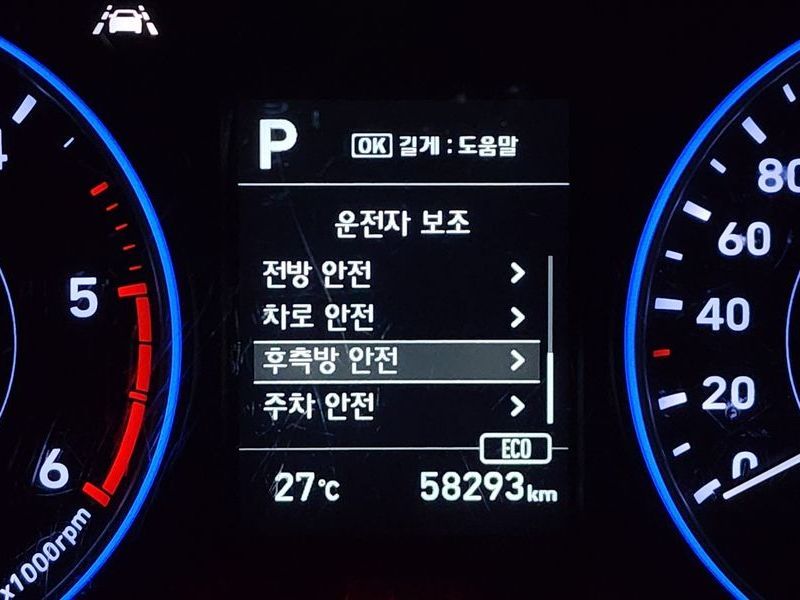 P
OK 길게 : 도움말
운전자 보조
전방 안전
차로 안전
후측방 안전
주차 안전
ECO
27℃ 58293km
5
6
x1000rpm
80
60
40
20
0